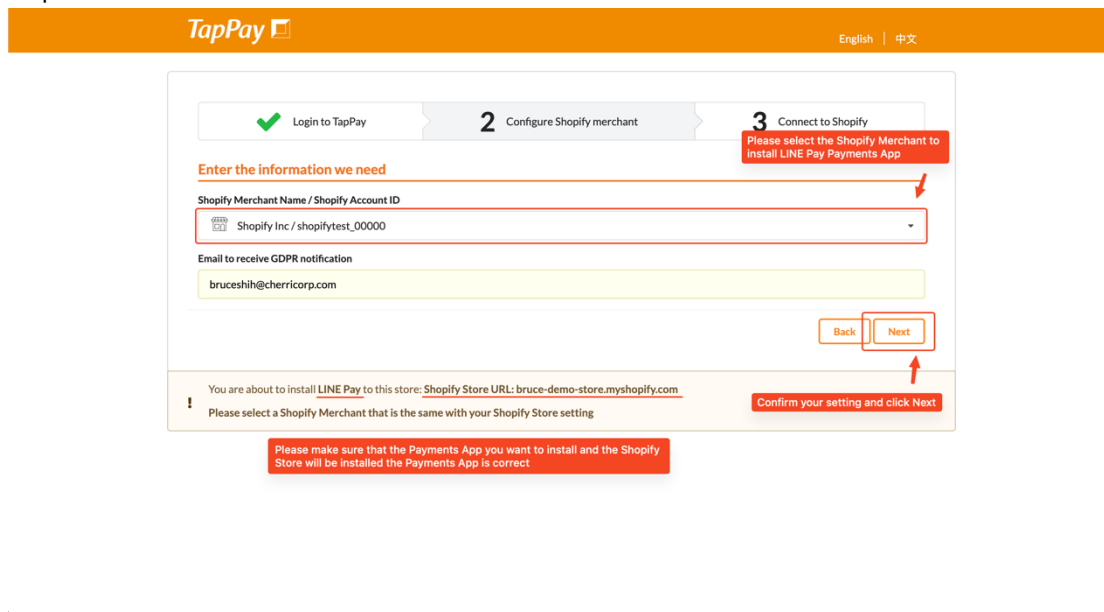 TapPay
English | 中文
Login to TapPay
2 Configure Shopify merchant
3 Connect to Shopify
Please select the Shopify Merchant to
install LINE Pay Payments App
Enter the information we need
Shopify Merchant Name / Shopify Account ID
Shopify Inc / shopifytest_00000
Email to receive GDPR notification
bruceshih@cherricorp.com
Back
Next
You are about to install LINE Pay to this store: Shopify Store URL: bruce-demo-store.myshopify.com
! Please select a Shopify Merchant that is the same with your Shopify Store setting
Confirm your setting and click Next
Please make sure that the Payments App you want to install and the Shopify
Store will be installed the Payments App is correct